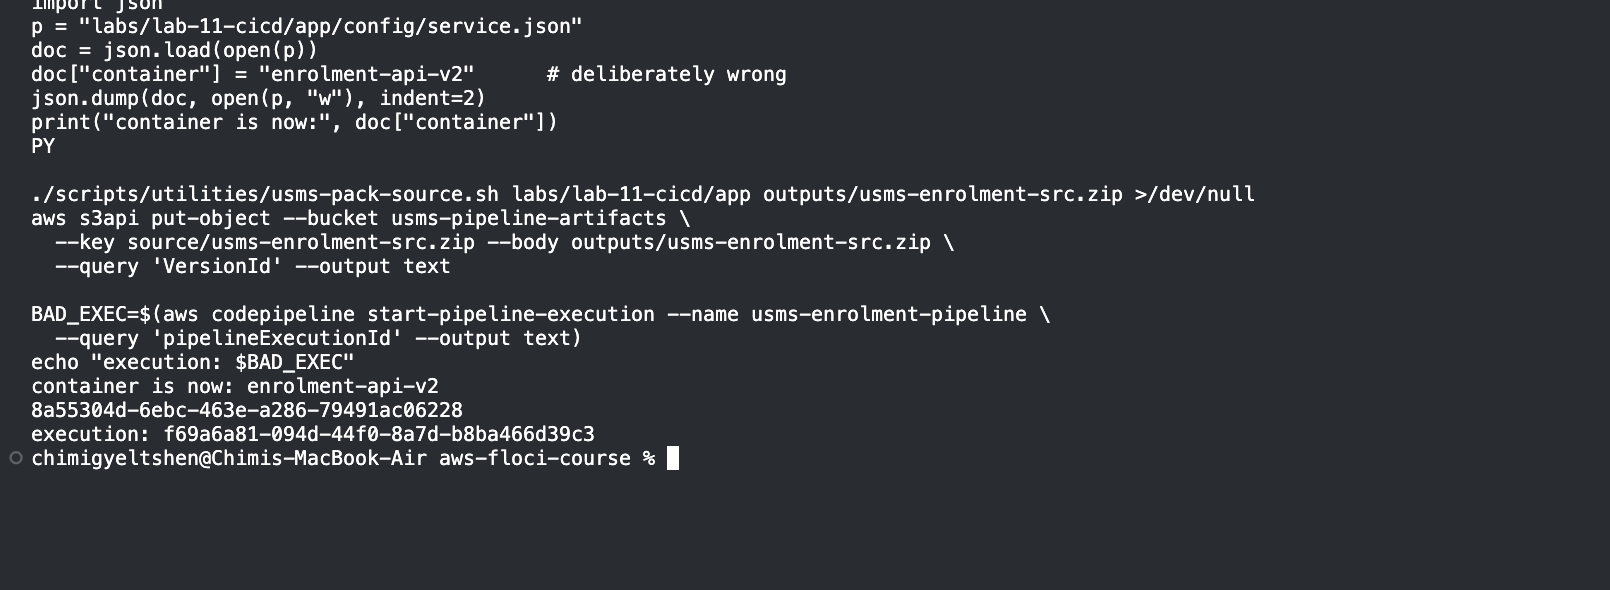 import json
p = "labs/lab-11-cicd/app/config/service.json"
doc = json.load(open(p))
doc["container"] = "enrolment-api-v2"      # deliberately wrong
json.dump(doc, open(p, "w"), indent=2)
print("container is now:", doc["container"])
PY

./scripts/utilities/usms-pack-source.sh labs/lab-11-cicd/app outputs/usms-enrolment-src.zip >/dev/null
aws s3api put-object --bucket usms-pipeline-artifacts \
  --key source/usms-enrolment-src.zip --body outputs/usms-enrolment-src.zip \
  --query 'VersionId' --output text

BAD_EXEC=$(aws codepipeline start-pipeline-execution --name usms-enrolment-pipeline \
  --query 'pipelineExecutionId' --output text)
echo "execution: $BAD_EXEC"
container is now: enrolment-api-v2
8a55304d-6ebc-463e-a286-79491ac06228
execution: f69a6a81-094d-44f0-8a7d-b8ba466d39c3
chimigyeltshen@Chimis-MacBook-Air aws-floci-course %